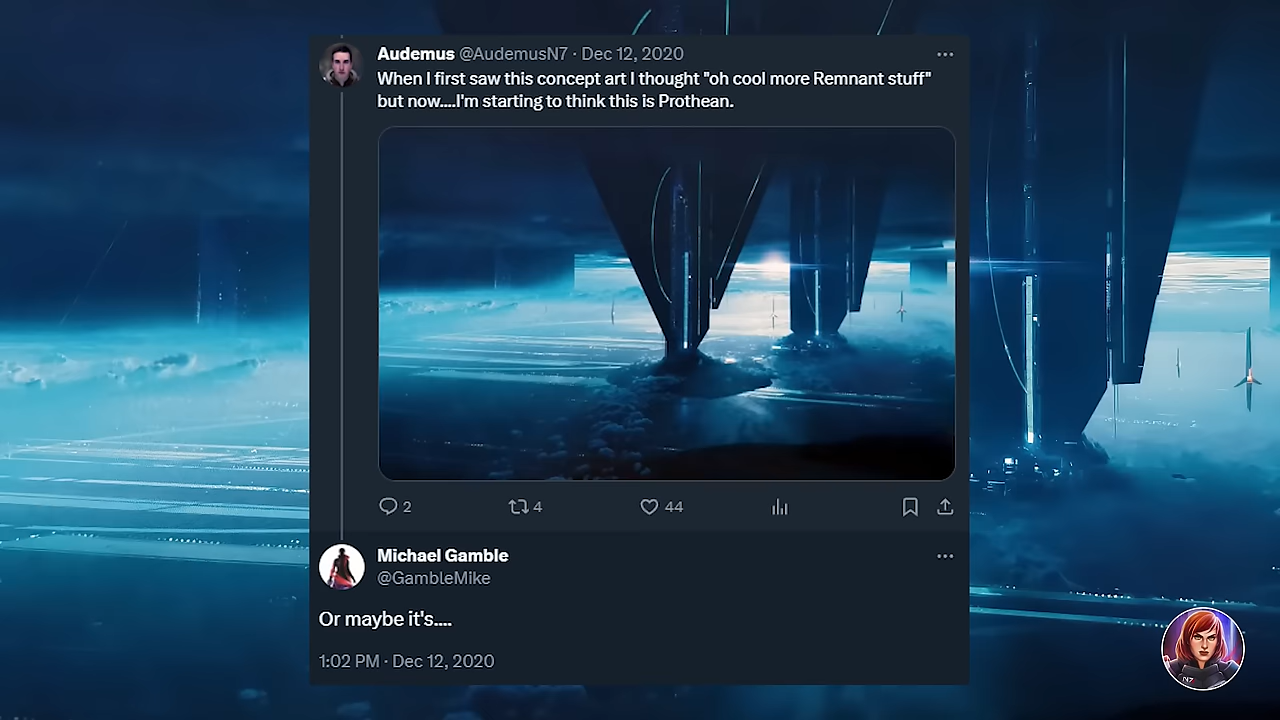 Audemus @AudemusN7 · Dec 12, 2020
When I first saw this concept art I thought "oh cool more Remnant stuff"
but now....I'm starting to think this is Prothean.
2 4 44
Michael Gamble
@GambleMike
Or maybe it's....
1:02 PM · Dec 12, 2020
N7